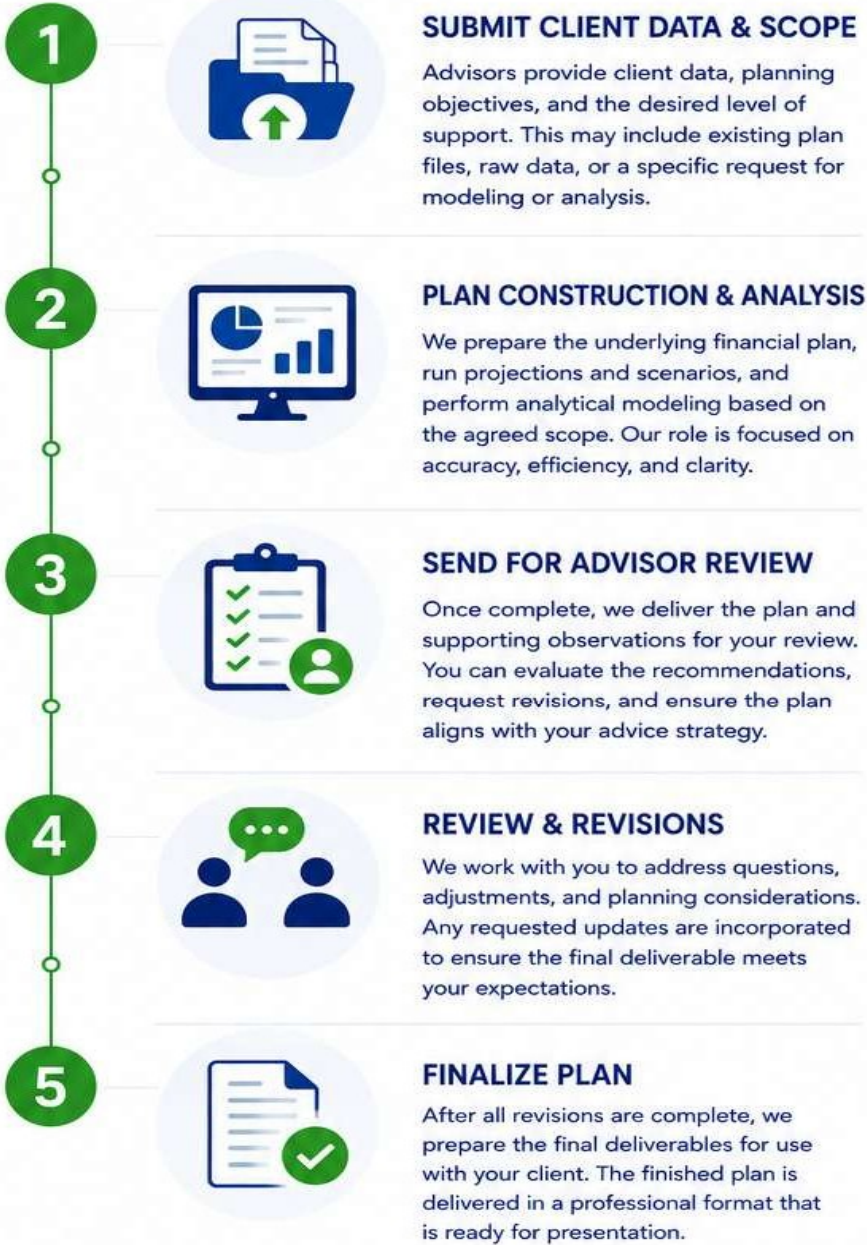 1
SUBMIT CLIENT DATA & SCOPE
Advisors provide client data, planning
objectives, and the desired level of
support. This may include existing plan
files, raw data, or a specific request for
modeling or analysis.
2
PLAN CONSTRUCTION & ANALYSIS
We prepare the underlying financial plan,
run projections and scenarios, and
perform analytical modeling based on
the agreed scope. Our role is focused on
accuracy, efficiency, and clarity.
3
SEND FOR ADVISOR REVIEW
Once complete, we deliver the plan and
supporting observations for your review.
You can evaluate the recommendations,
request revisions, and ensure the plan
aligns with your advice strategy.
4
REVIEW & REVISIONS
We work with you to address questions,
adjustments, and planning considerations.
Any requested updates are incorporated
to ensure the final deliverable meets
your expectations.
5
FINALIZE PLAN
After all revisions are complete, we
prepare the final deliverables for use
with your client. The finished plan is
delivered in a professional format that
is ready for presentation.